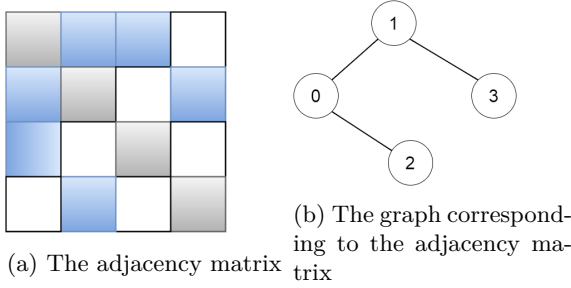 1
0
3
2
(a) The adjacency matrix
(b) The graph correspond-
ing to the adjacency ma-
trix